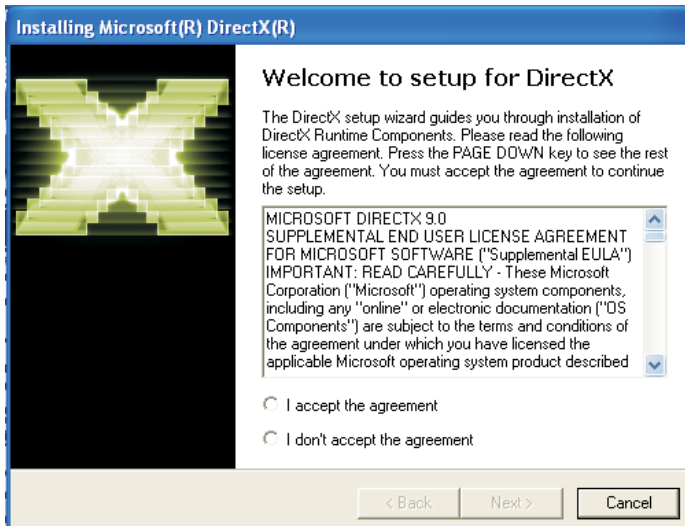 Installing Microsoft(R) DirectX(R)
Welcome to setup for DirectX
The DirectX setup wizard guides you through installation of
DirectX Runtime Components. Please read the following
license agreement. Press the PAGE DOWN key to see the rest
of the agreement. You must accept the agreement to continue
the setup.
MICROSOFT DIRECTX 9.0
SUPPLEMENTAL END USER LICENSE AGREEMENT
FOR MICROSOFT SOFTWARE ("Supplemental EULA")
IMPORTANT: READ CAREFULLY - These Microsoft
Corporation ("Microsoft") operating system components,
including any "online" or electronic documentation ("OS
Components") are subject to the terms and conditions of
the agreement under which you have licensed the
applicable Microsoft operating system product described
I accept the agreement
I don't accept the agreement
< Back Next > Cancel